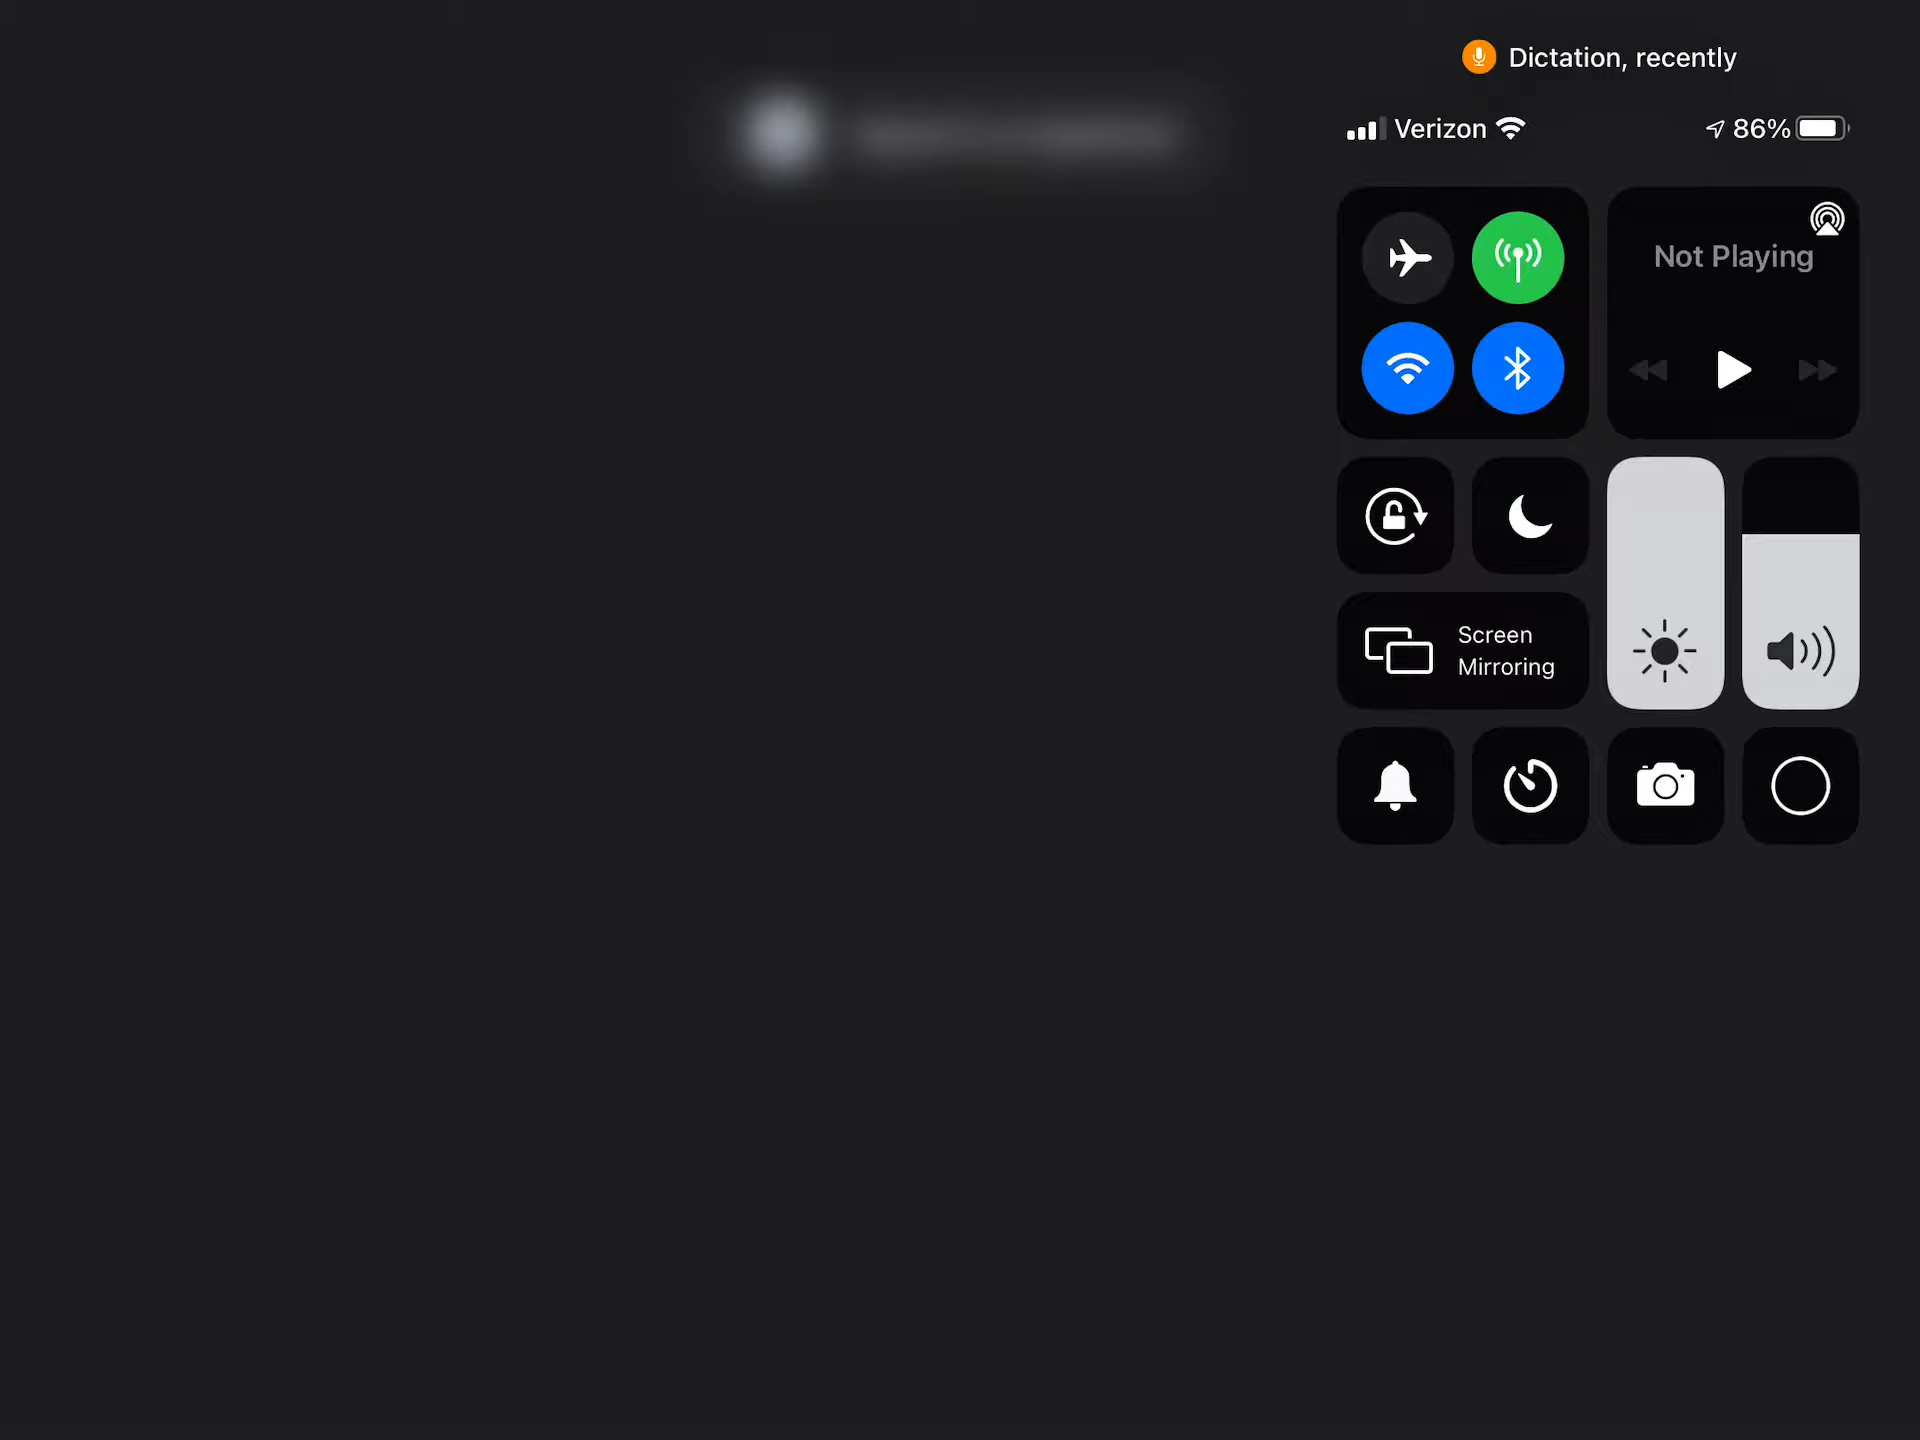 Dictation, recently
Verizon 86%
Not Playing
Screen
Mirroring